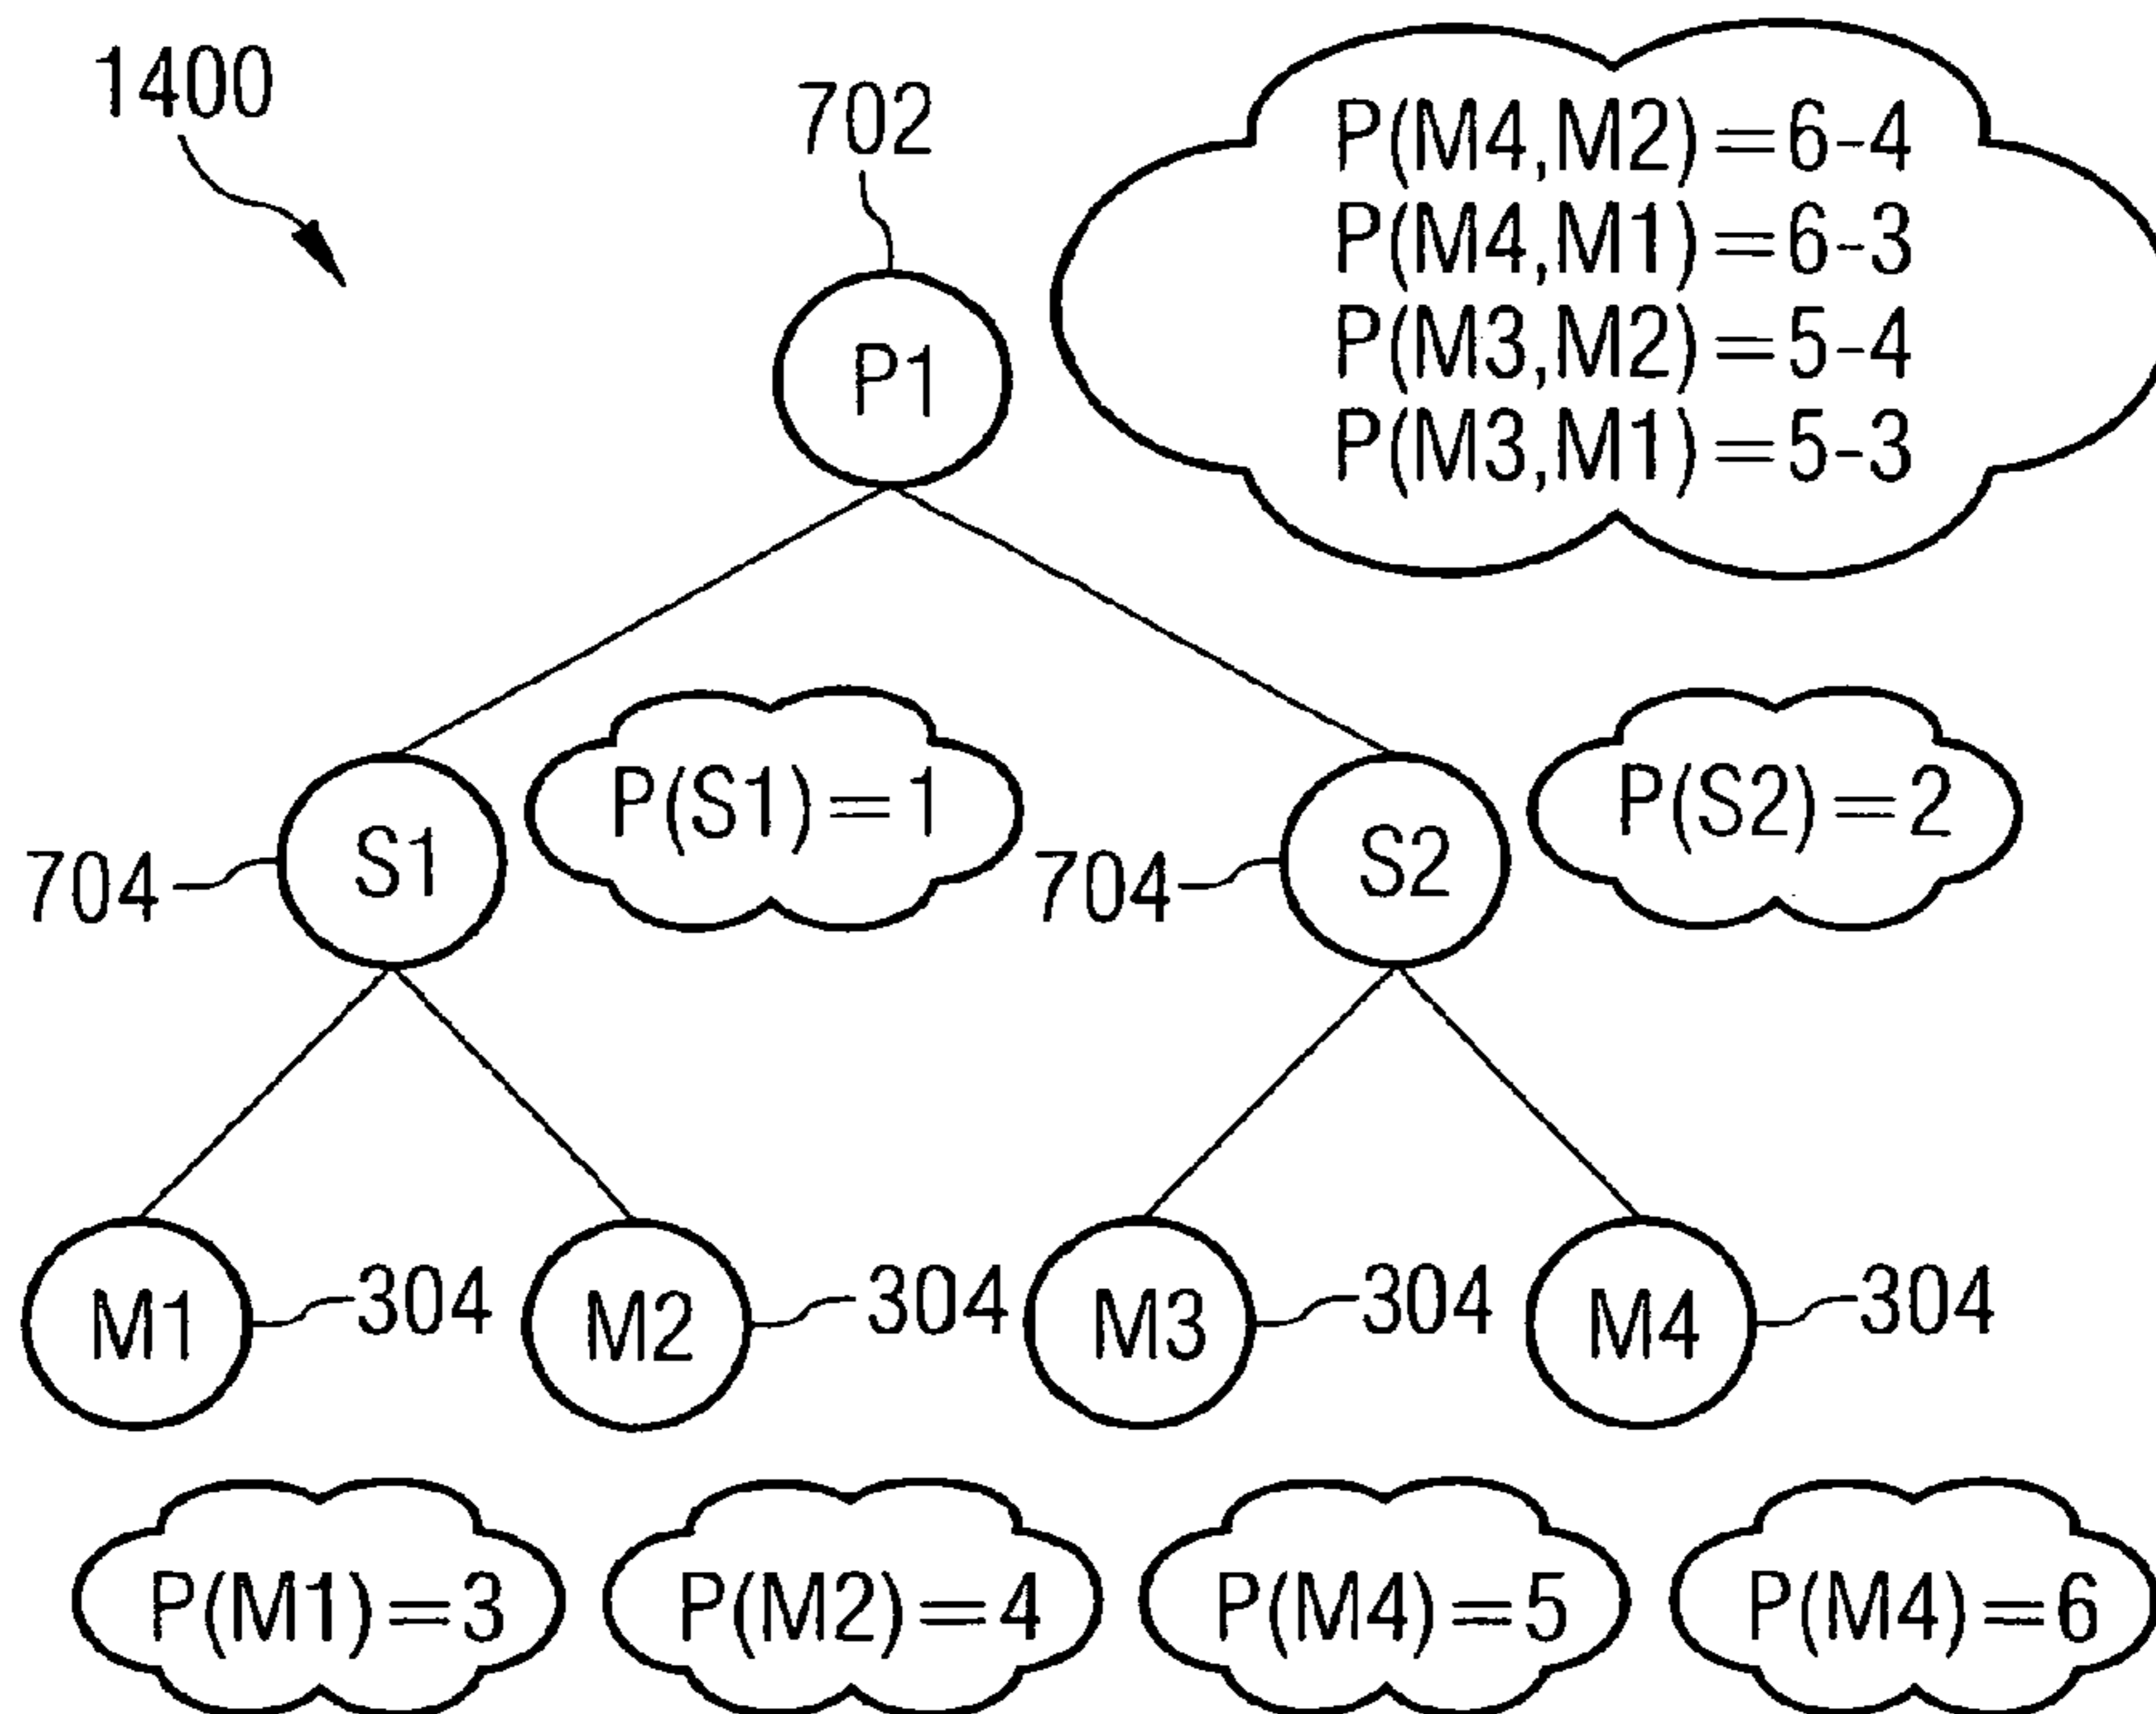 1400
702
P(M4,M2)=6-4
P(M4,M1)=6-3
P(M3,M2)=5-4
P(M3,M1)=5-3
P1
P(S1)=1
P(S2)=2
704
S1
704
S2
M1
304
M2
304
M3
304
M4
304
P(M1)=3
P(M2)=4
P(M4)=5
P(M4)=6